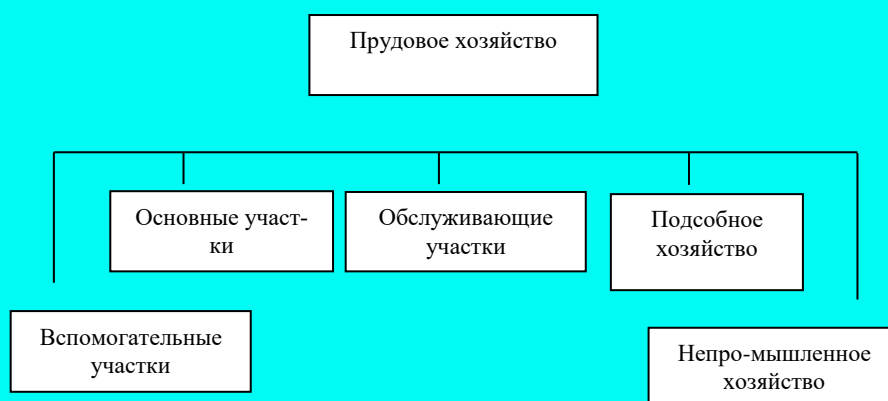 Прудовое хозяйство
Основные участ-
ки
Обслуживающие
участки
Подсобное
хозяйство
Вспомогательные
участки
Непро-мышленное
хозяйство